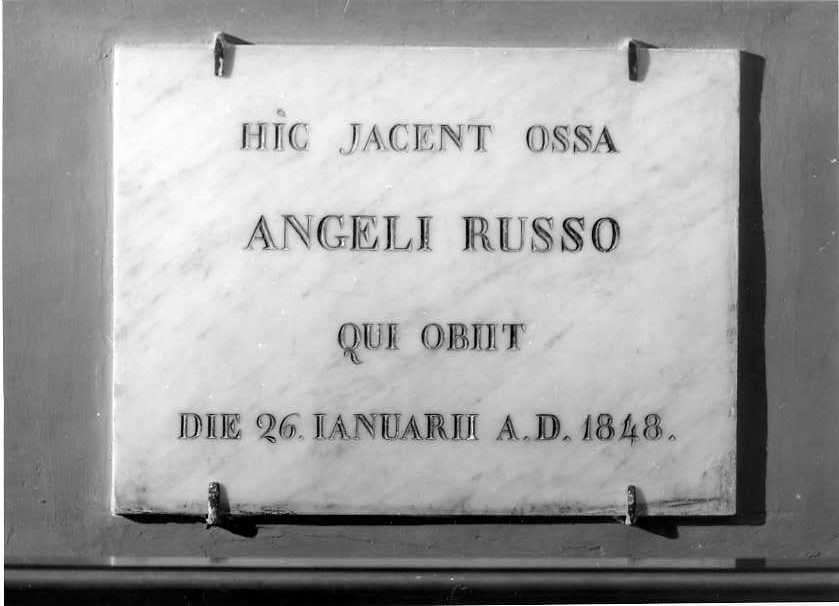 HIC JACENT OSSA
ANGELI RUSSO
QUI OBIIT
DIE 26. IANUARII A.D. 1848.